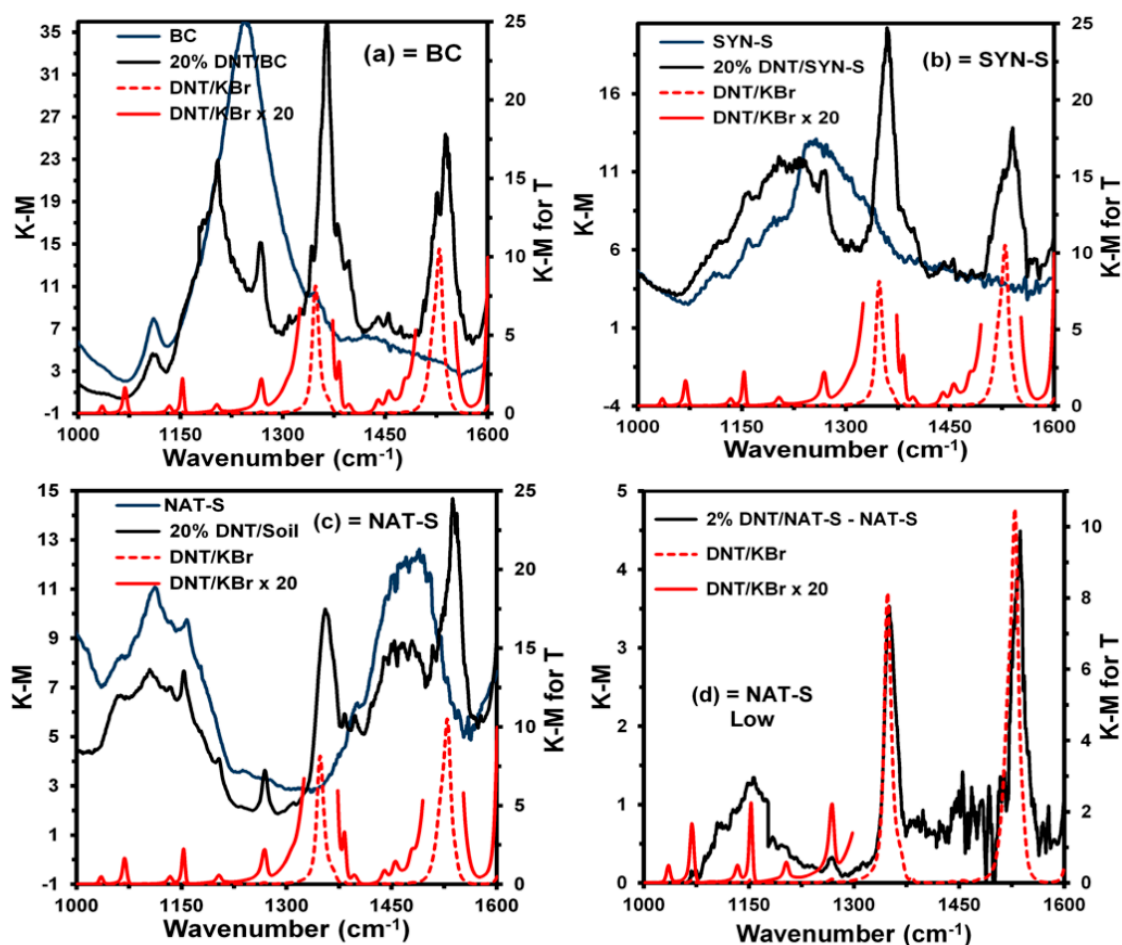 35
31
27
23
19
15
11
7
3
-1
K-M
BC
20% DNT/BC
DNT/KBr
DNT/KBr x 20
(a) = BC
25
20
15
10
5
0
K-M for T
1000 1150 1300 1450 1600
Wavenumber (cm-1)
16
11
6
1
-4
K-M
SYN-S
20% DNT/SYN-S
DNT/KBr
DNT/KBr x 20
(b) = SYN-S
25
20
15
10
5
0
K-M for T
1000 1150 1300 1450 1600
Wavenumber (cm-1)
15
13
11
9
7
5
3
1
-1
K-M
NAT-S
20% DNT/Soil
DNT/KBr
DNT/KBr x 20
(c) = NAT-S
25
20
15
10
5
0
K-M for T
1000 1150 1300 1450 1600
Wavenumber (cm-1)
5
4
3
2
1
0
K-M
2% DNT/NAT-S - NAT-S
DNT/KBr
DNT/KBr x 20
(d) = NAT-S
Low
10
8
6
4
2
0
K-M for T
1000 1150 1300 1450 1600
Wavenumber (cm-1)